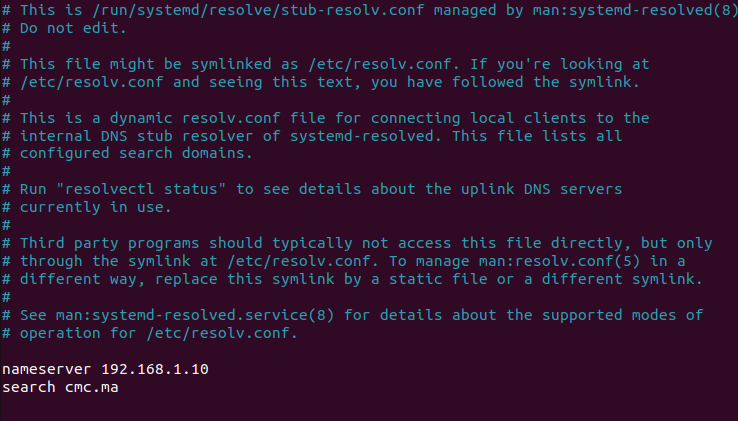 # This is /run/systemd/resolve/stub-resolv.conf managed by man:systemd-resolved(8)
# Do not edit.
#
# This file might be symlinked as /etc/resolv.conf. If you're looking at
# /etc/resolv.conf and seeing this text, you have followed the symlink.
#
# This is a dynamic resolv.conf file for connecting local clients to the
# internal DNS stub resolver of systemd-resolved. This file lists all
# configured search domains.
#
# Run "resolvectl status" to see details about the uplink DNS servers
# currently in use.
#
# Third party programs should typically not access this file directly, but only
# through the symlink at /etc/resolv.conf. To manage man:resolv.conf(5) in a
# different way, replace this symlink by a static file or a different symlink.
#
# See man:systemd-resolved.service(8) for details about the supported modes of
# operation for /etc/resolv.conf.

nameserver 192.168.1.10
search cmc.ma